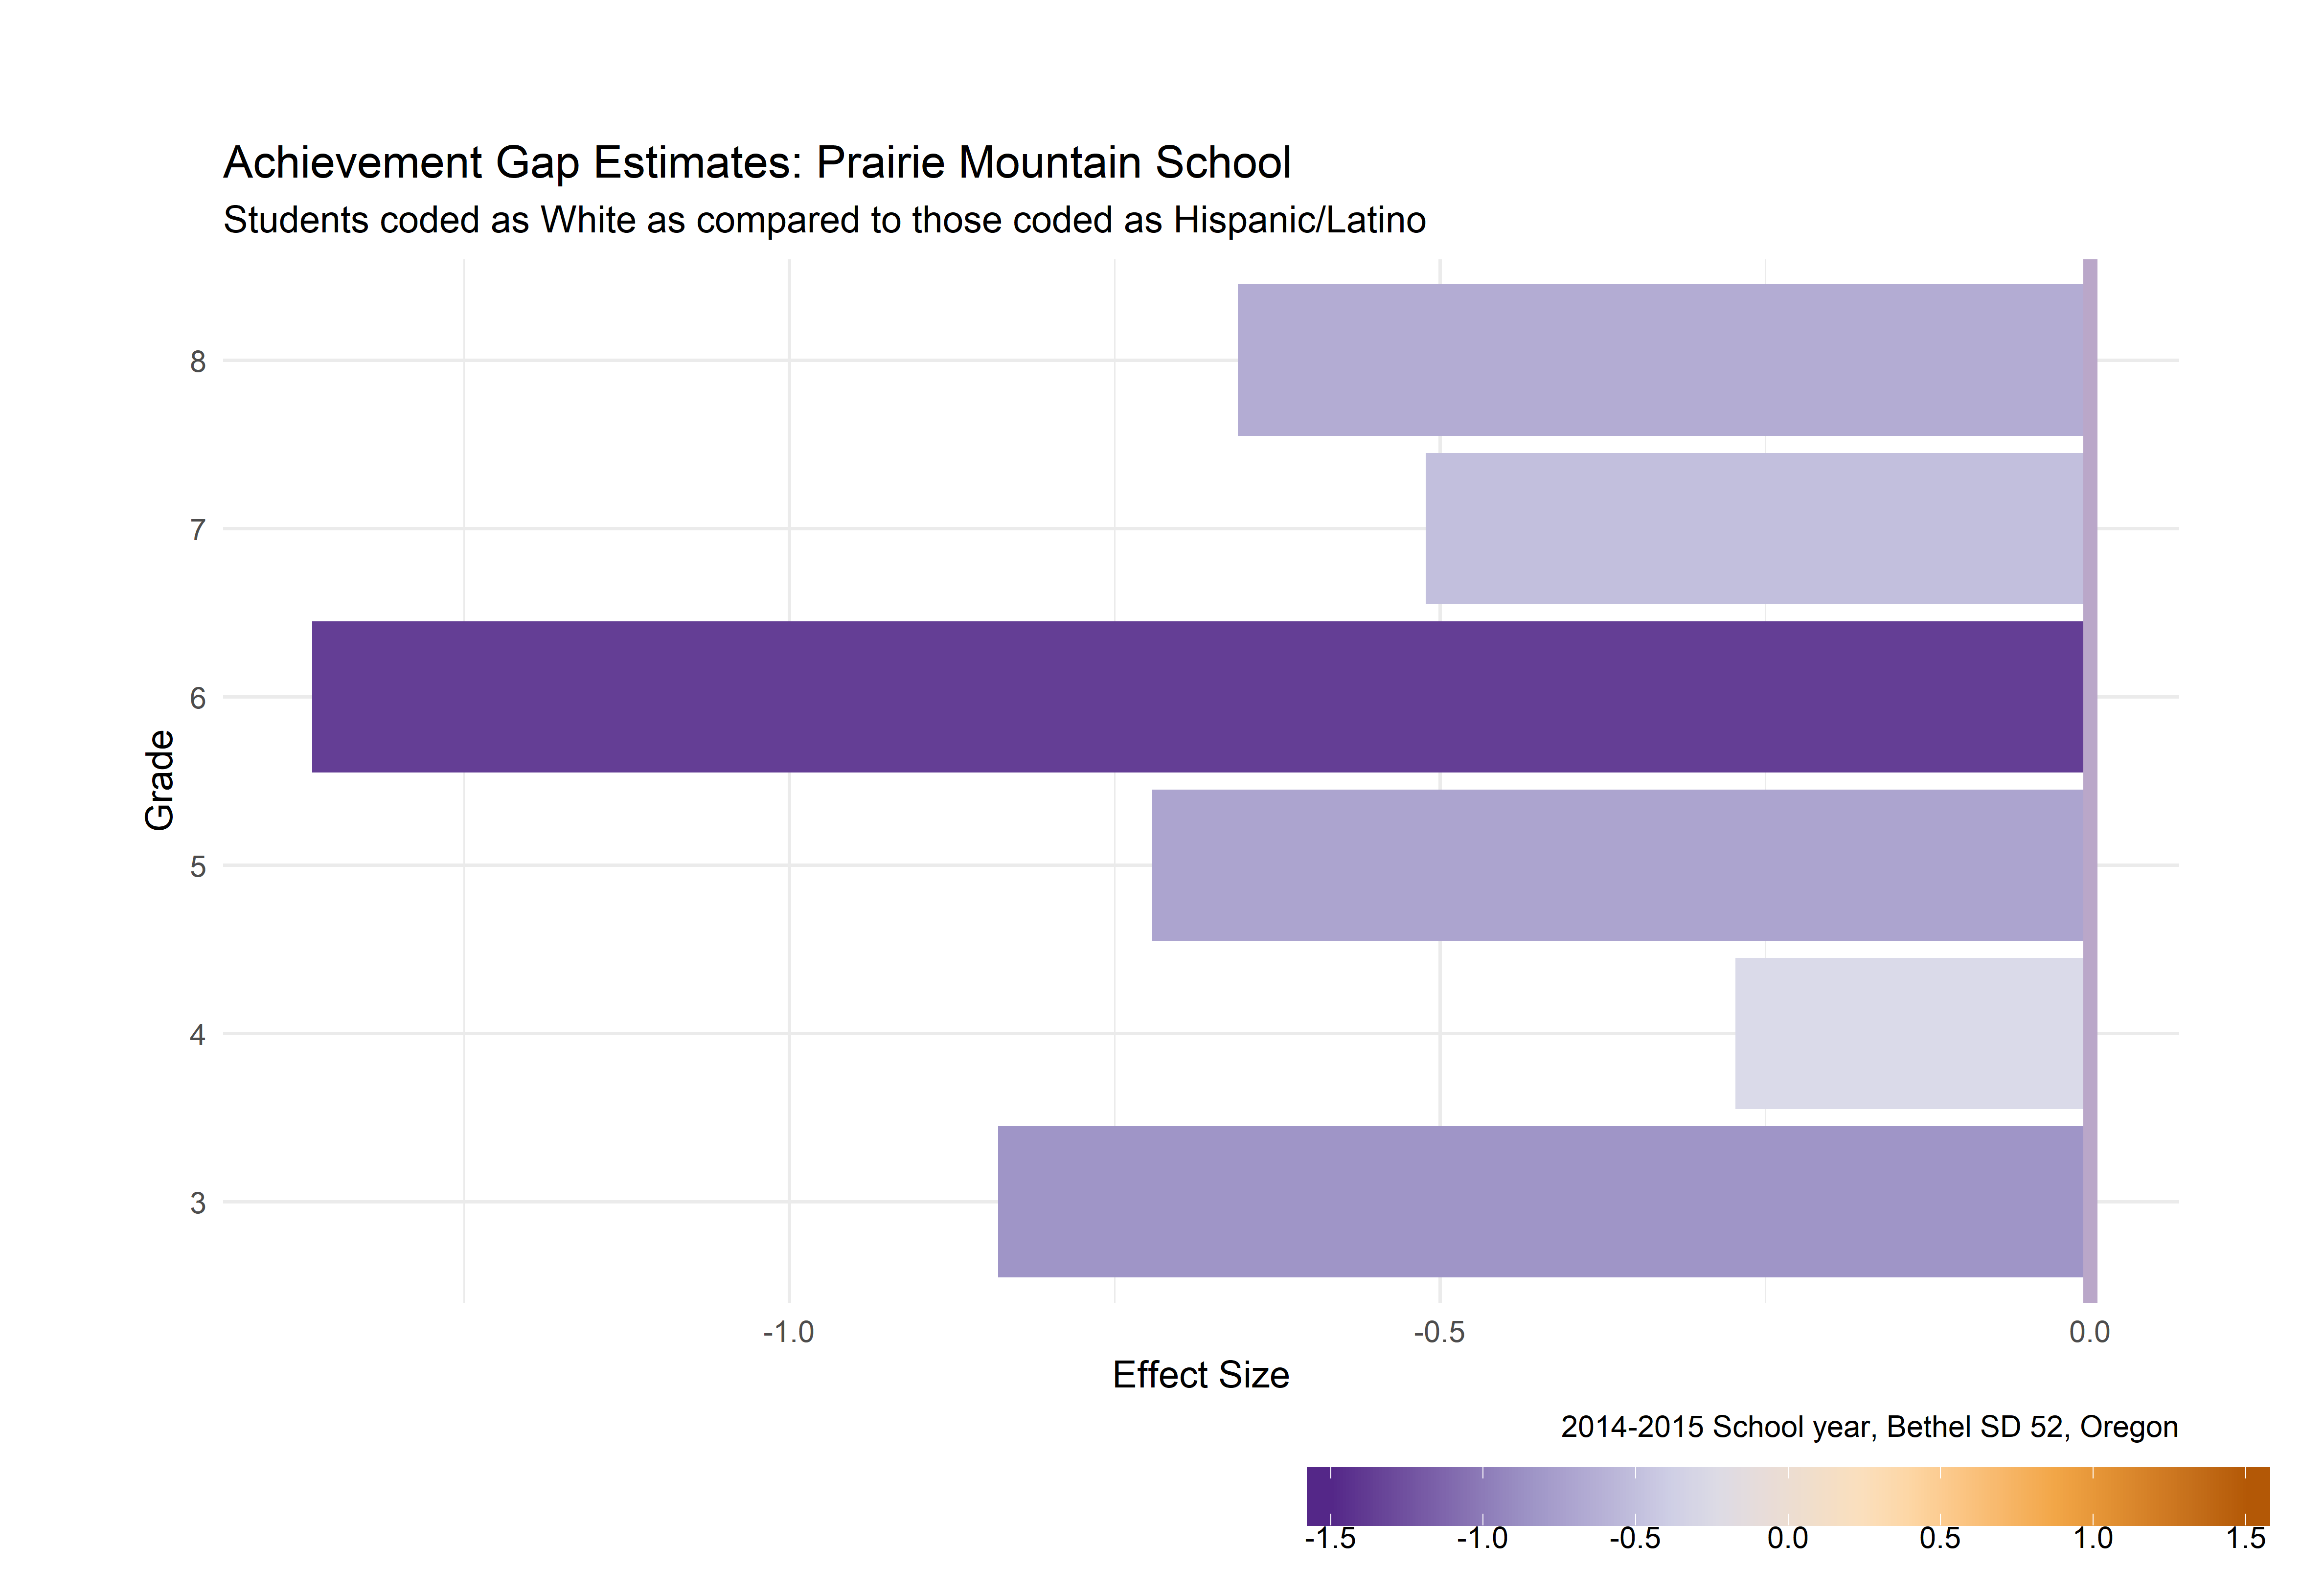 Achievement Gap Estimates: Prairie Mountain School
Students coded as White as compared to those coded as Hispanic/Latino
8
7
6
5
4
3
Grade
-1.0 -0.5 0.0
Effect Size
2014-2015 School year, Bethel SD 52, Oregon
-1.5 -1.0 -0.5 0.0 0.5 1.0 1.5